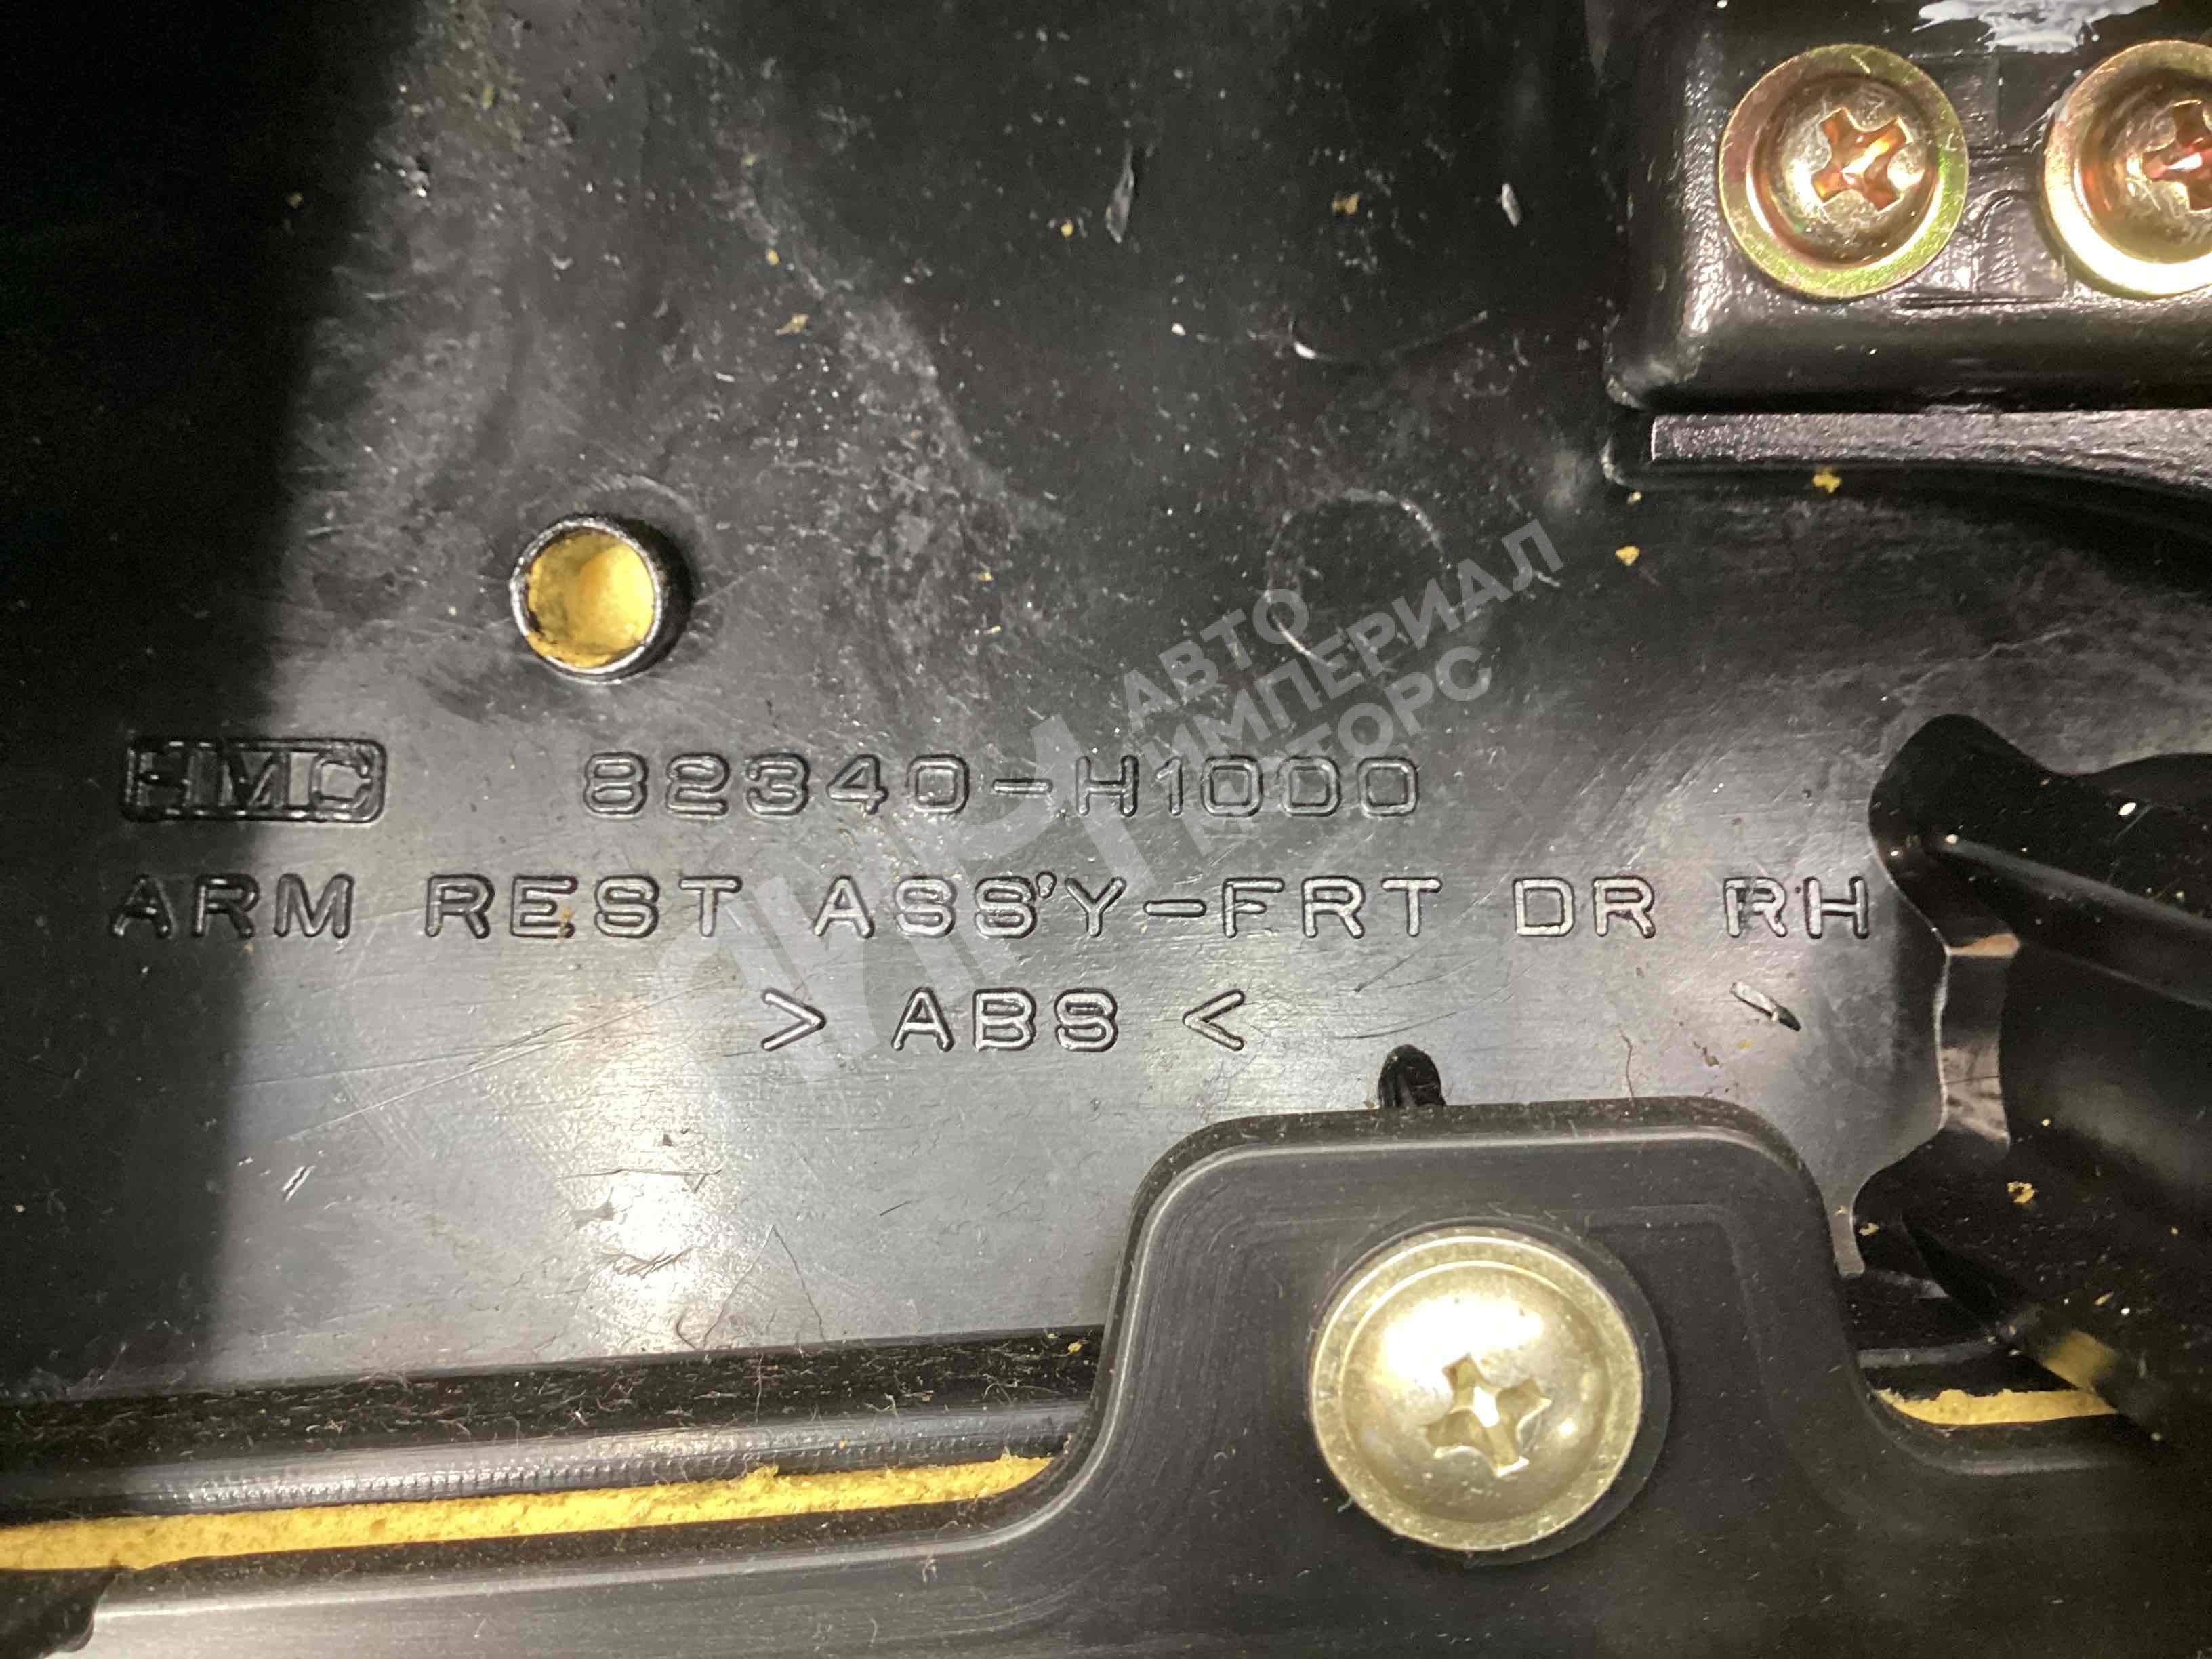 АВТО
ИМПЕРИАЛ
МОТОРС
HMC 82340-H1000
ARM REST ASS'Y-FRT DR RH
> ABS <